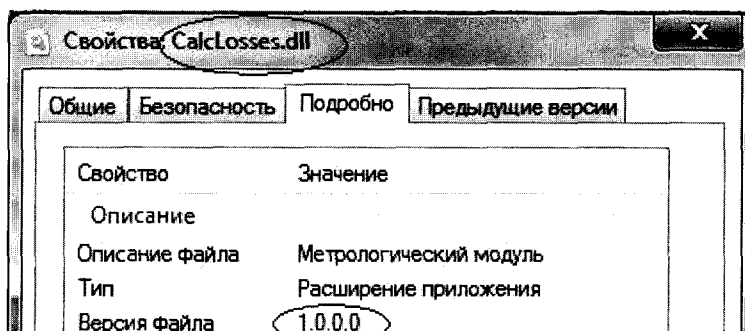 Свойства: CalcLosses.dll
x
Общие Безопасность Подробно Предыдущие версии
Свойство Значение
Описание
Описание файла Метрологический модуль
Тип Расширение приложения
Версия файла 1.0.0.0